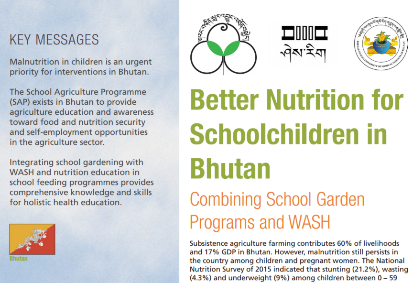 KEY MESSAGES
Malnutrition in children is an urgent
priority for interventions in Bhutan.
The School Agriculture Programme
(SAP) exists in Bhutan to provide
agriculture education and awareness
toward food and nutrition security
and self-employment opportunities
in the agriculture sector.
Integrating school gardening with
WASH and nutrition education in
school feeding programmes provides
comprehensive knowledge and skills
for holistic health education.
Bhutan
ཤེས་རིག
Better Nutrition for
Schoolchildren in
Bhutan
Combining School Garden
Programs and WASH
Subsistence agriculture farming contributes 60% of livelihoods
and 17% GDP in Bhutan. However, malnutrition still persists in
the country among children and pregnant women. The National
Nutrition Survey of 2015 indicated that stunting (21.2%), wasting
(4.3%) and underweight (9%) among children between 0 – 59